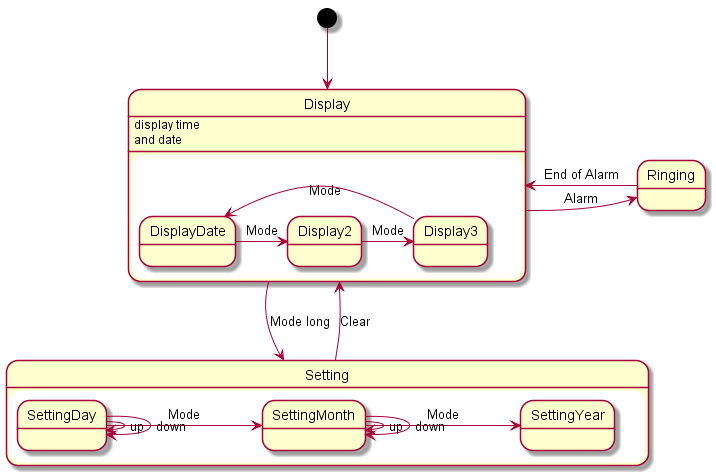 Display
display time
and date
End of Alarm
Ringing
Alarm
Mode
DisplayDate
Mode
Display2
Mode
Display3
Mode long
Clear
Setting
SettingDay
up
down
Mode
SettingMonth
up
down
Mode
SettingYear